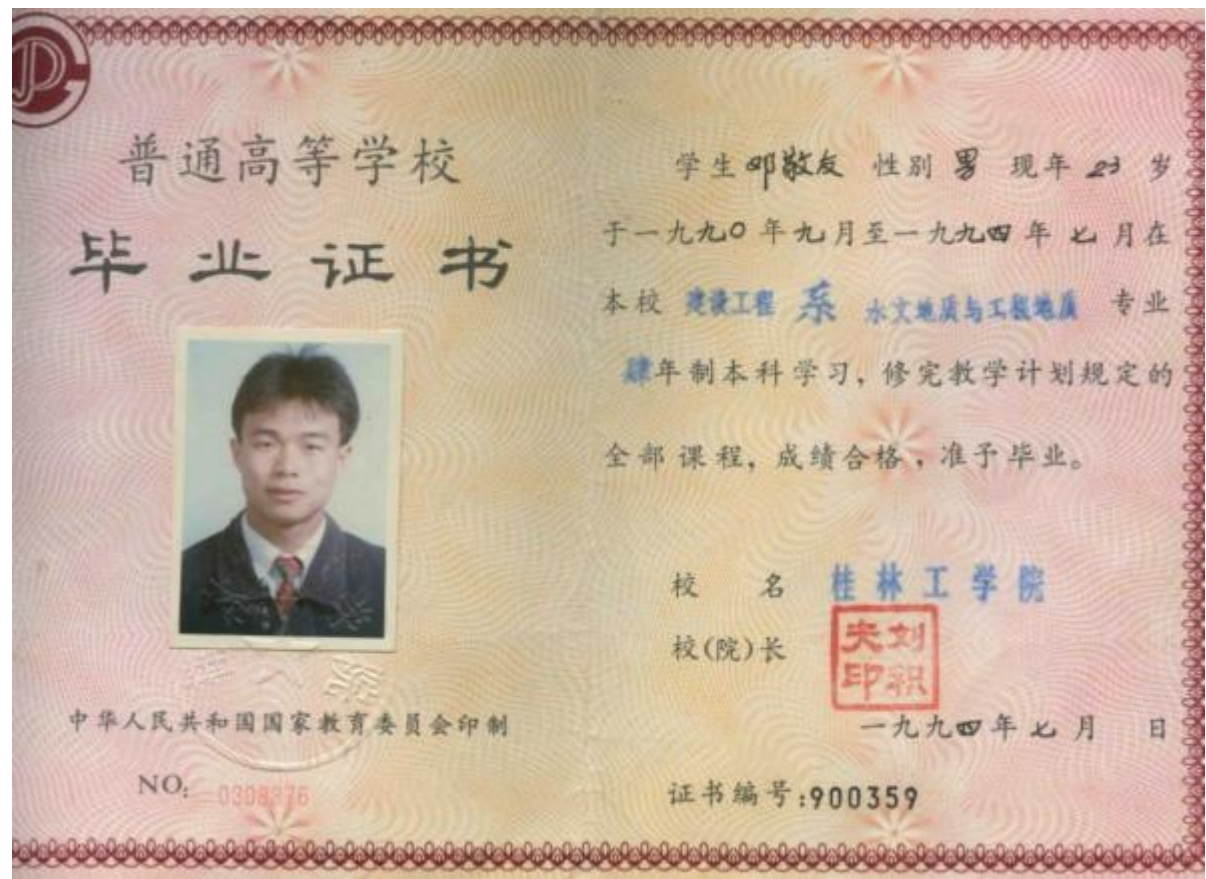 普通高等学校
毕业证书
中华人民共和国国家教育委员会印制
NO: 0308376
学生邓敬友 性别 男 现年 23 岁
于一九九〇年九月至一九九四年七月在
本校 建设工程 系 水文地质与工程地质 专业
肆年制本科学习，修完教学计划规定的
全部课程，成绩合格，准予毕业。
校 名 桂林工学院
校(院)长 刘积夫印
一九九四年七月 日
证书编号:900359